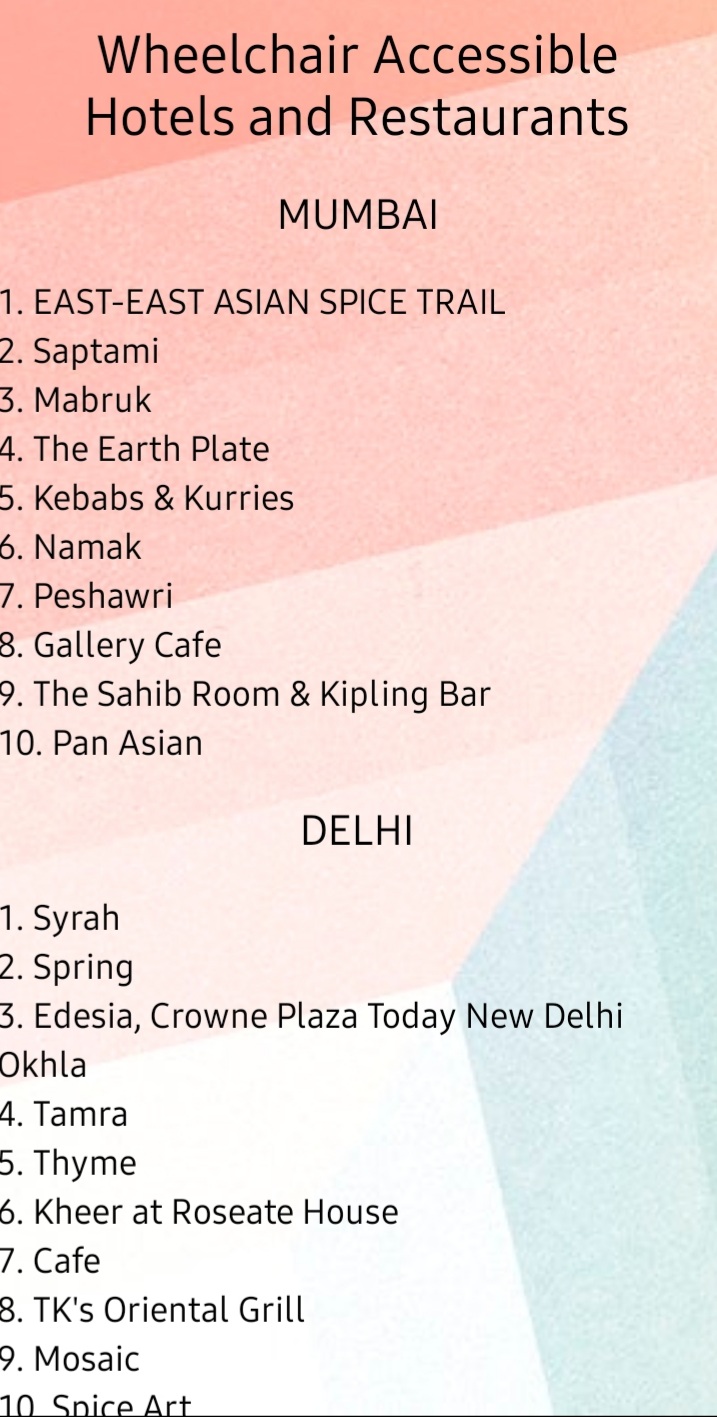 Wheelchair Accessible
Hotels and Restaurants
MUMBAI
1. EAST-EAST ASIAN SPICE TRAIL
2. Saptami
3. Mabruk
4. The Earth Plate
5. Kebabs & Kurries
6. Namak
7. Peshawri
8. Gallery Cafe
9. The Sahib Room & Kipling Bar
10. Pan Asian
DELHI
1. Syrah
2. Spring
3. Edesia, Crowne Plaza Today New Delhi
Okhla
4. Tamra
5. Thyme
6. Kheer at Roseate House
7. Cafe
8. TK's Oriental Grill
9. Mosaic
10. Spice Art